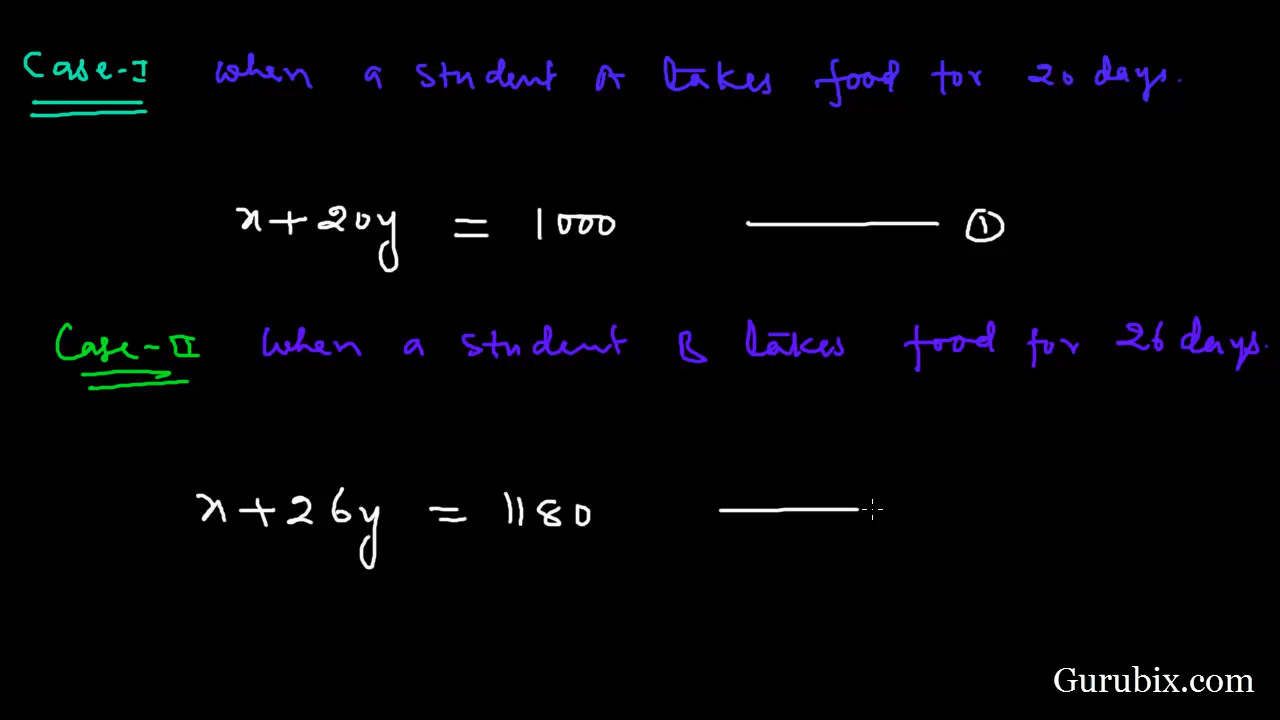 Case-I when a student A takes food for 20 days.
x+20y = 1000 ——— ①
Case-II when a student B takes food for 26 days.
x+26y = 1180 ———
Gurubix.com